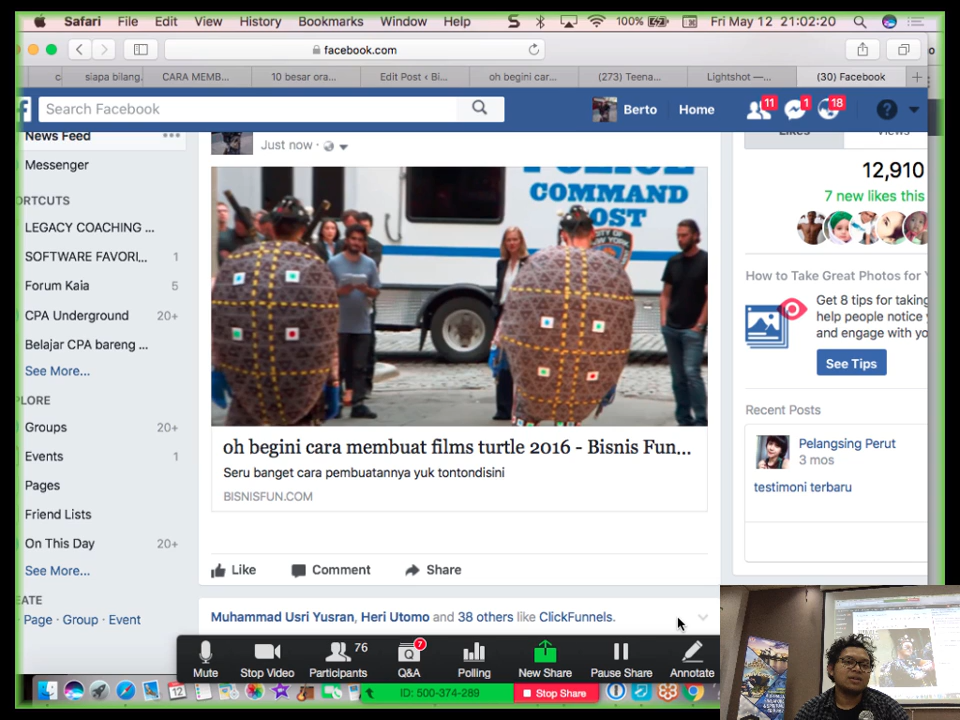 Safari File Edit View History Bookmarks Window Help 100% Fri May 12 21:02:20
facebook.com
c siapa bilang. CARA MEMB... 10 besar ora... Edit Post ‹ Bi... oh begini car... (273) Teena... Lightshot —... (30) Facebook
Search Facebook Berto Home 11 1 18
News Feed
Messenger
ORTCUTS
LEGACY COACHING ...
SOFTWARE FAVORI... 1
Forum Kaia 5
CPA Underground 20+
Belajar CPA bareng ...
See More...
PLORE
Groups 20+
Events 1
Pages
Friend Lists
On This Day 20+
See More...
EATE
Page · Group · Event
Just now ·
POLICE
COMMAND
POST
CITY OF
NEW YORK
oh begini cara membuat films turtle 2016 - Bisnis Fun...
Seru banget cara pembuatannya yuk tontondisini
BISNISFUN.COM
Like Comment Share
Muhammad Usri Yusran, Heri Utomo and 38 others like ClickFunnels.
Likes Views
12,910
7 new likes this
How to Take Great Photos for Y
Get 8 tips for taking
help people notice
and engage with yo
See Tips
Recent Posts
Pelangsing Perut
3 mos
testimoni terbaru
Mute Stop Video Participants 76 Q&A 7 Polling New Share Pause Share Annotate
ID: 500-374-289 Stop Share